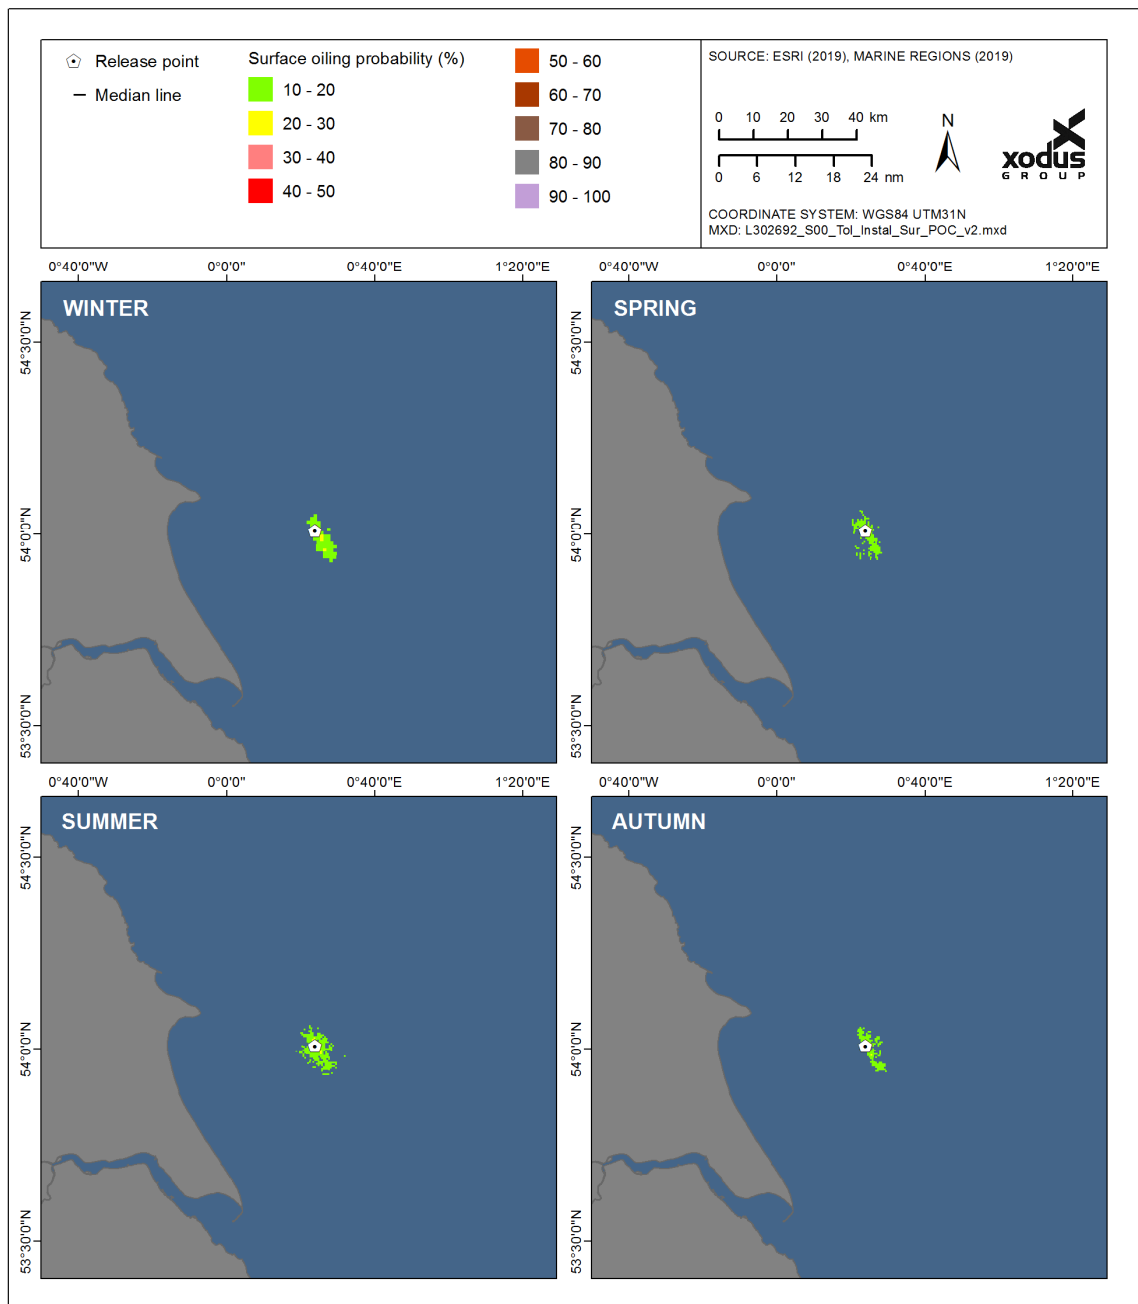 Release point
Median line
Surface oiling probability (%)
10 - 20
20 - 30
30 - 40
40 - 50
50 - 60
60 - 70
70 - 80
80 - 90
90 - 100
SOURCE: ESRI (2019), MARINE REGIONS (2019)
0 10 20 30 40 km
0 6 12 18 24 nm
N
xodus
GROUP
COORDINATE SYSTEM: WGS84 UTM31N
MXD: L302692_S00_Tol_Instal_Sur_POC_v2.mxd
0°40'0"W 0°0'0" 0°40'0"E 1°20'0"E
0°40'0"W 0°0'0" 0°40'0"E 1°20'0"E
WINTER
54°30'0"N
54°0'0"N
53°30'0"N
SPRING
54°30'0"N
54°0'0"N
53°30'0"N
0°40'0"W 0°0'0" 0°40'0"E 1°20'0"E
0°40'0"W 0°0'0" 0°40'0"E 1°20'0"E
SUMMER
54°30'0"N
54°0'0"N
53°30'0"N
AUTUMN
54°30'0"N
54°0'0"N
53°30'0"N